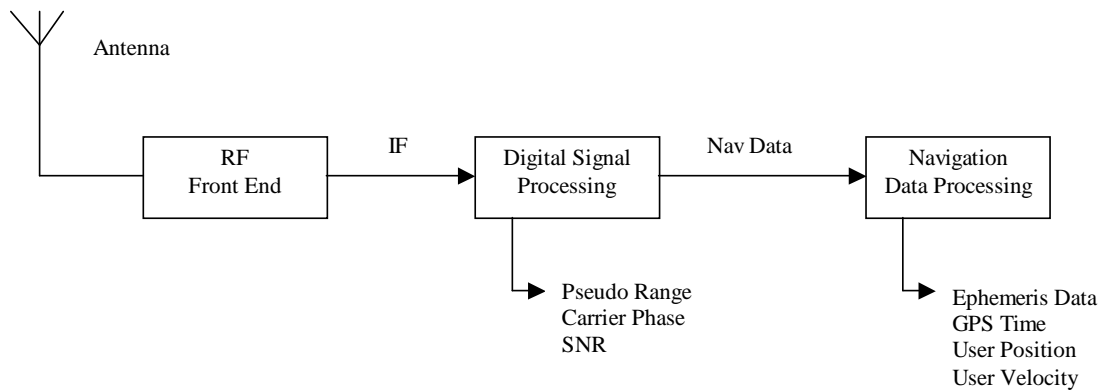 Antenna
RF
Front End
IF
Digital Signal
Processing
Nav Data
Navigation
Data Processing
Pseudo Range
Carrier Phase
SNR
Ephemeris Data
GPS Time
User Position
User Velocity